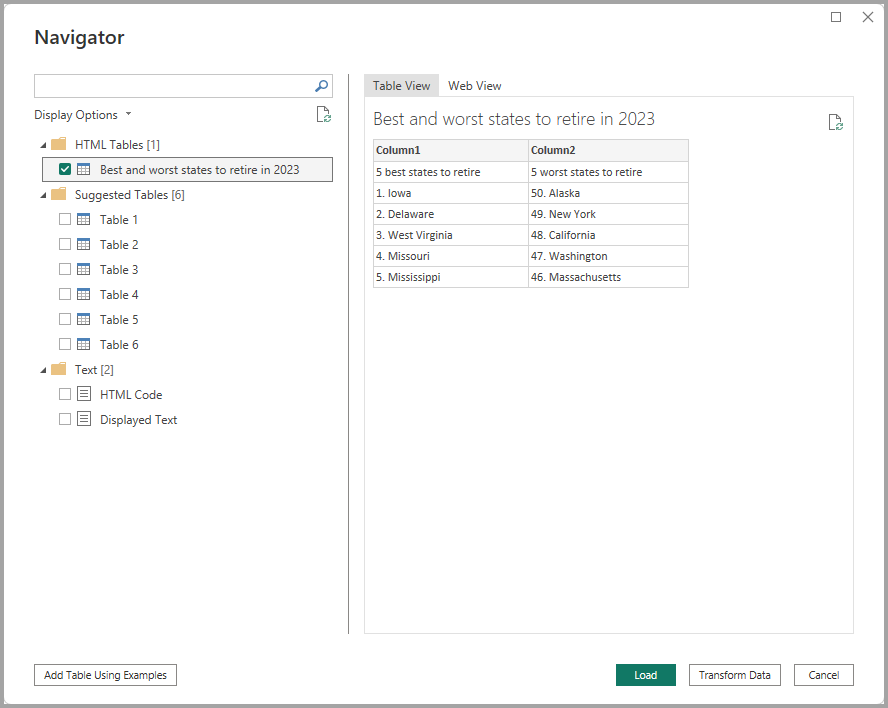 Navigator
Display Options
HTML Tables [1]
Best and worst states to retire in 2023
Suggested Tables [6]
Table 1
Table 2
Table 3
Table 4
Table 5
Table 6
Text [2]
HTML Code
Displayed Text
Table View Web View
Best and worst states to retire in 2023
Column1 Column2
5 best states to retire 5 worst states to retire
1. Iowa 50. Alaska
2. Delaware 49. New York
3. West Virginia 48. California
4. Missouri 47. Washington
5. Mississippi 46. Massachusetts
Add Table Using Examples Load Transform Data Cancel